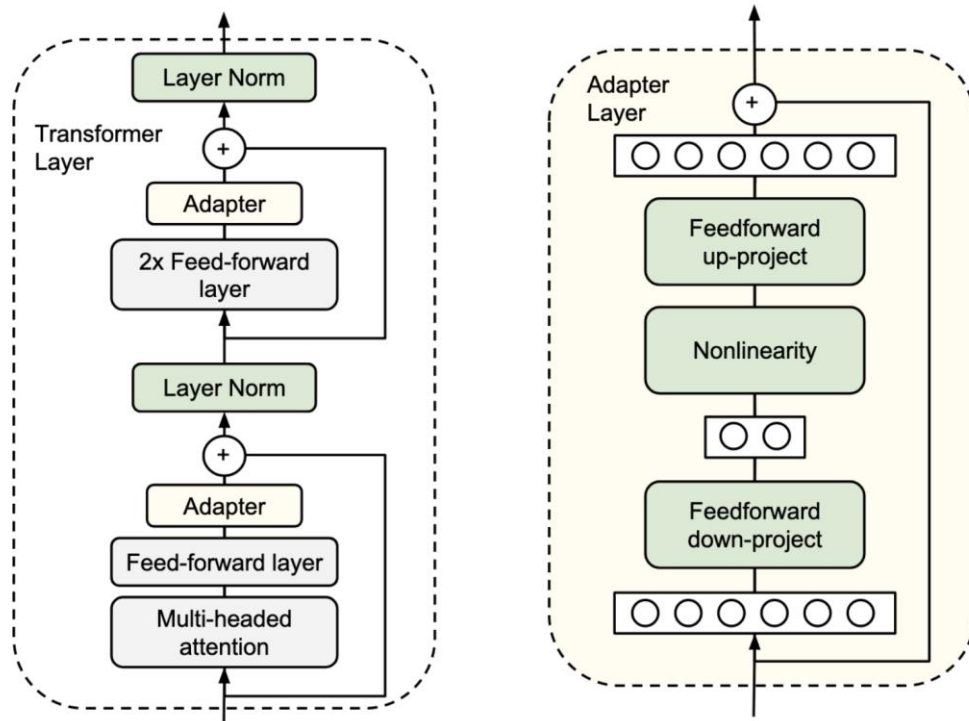 Layer Norm
Transformer
Layer
+
Adapter
2x Feed-forward
layer
Layer Norm
+
Adapter
Feed-forward layer
Multi-headed
attention
Adapter
Layer
+
Feedforward
up-project
Nonlinearity
Feedforward
down-project